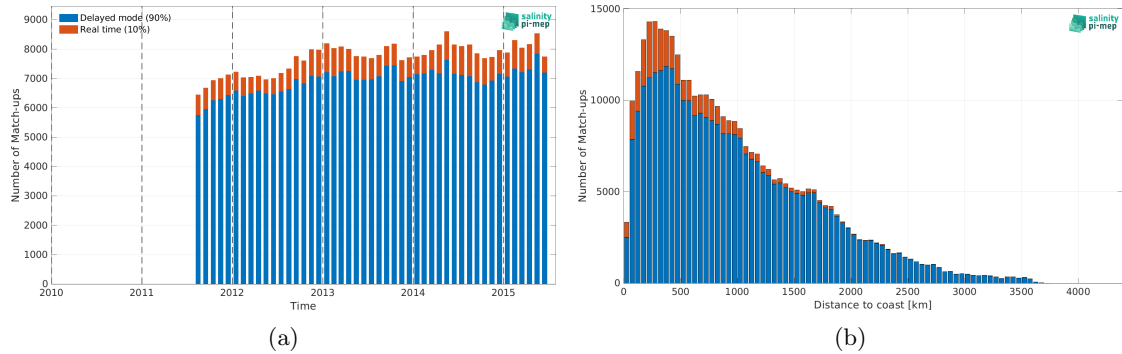 Delayed mode (90%)
Real time (10%)
salinity
pi-mep
9000
8000
7000
6000
5000
4000
3000
2000
1000
0
Number of Match-ups
2010
2011
2012
2013
2014
2015
Time
(a)
salinity
pi-mep
15000
10000
5000
0
Number of Match-ups
0
500
1000
1500
2000
2500
3000
3500
4000
Distance to coast [km]
(b)